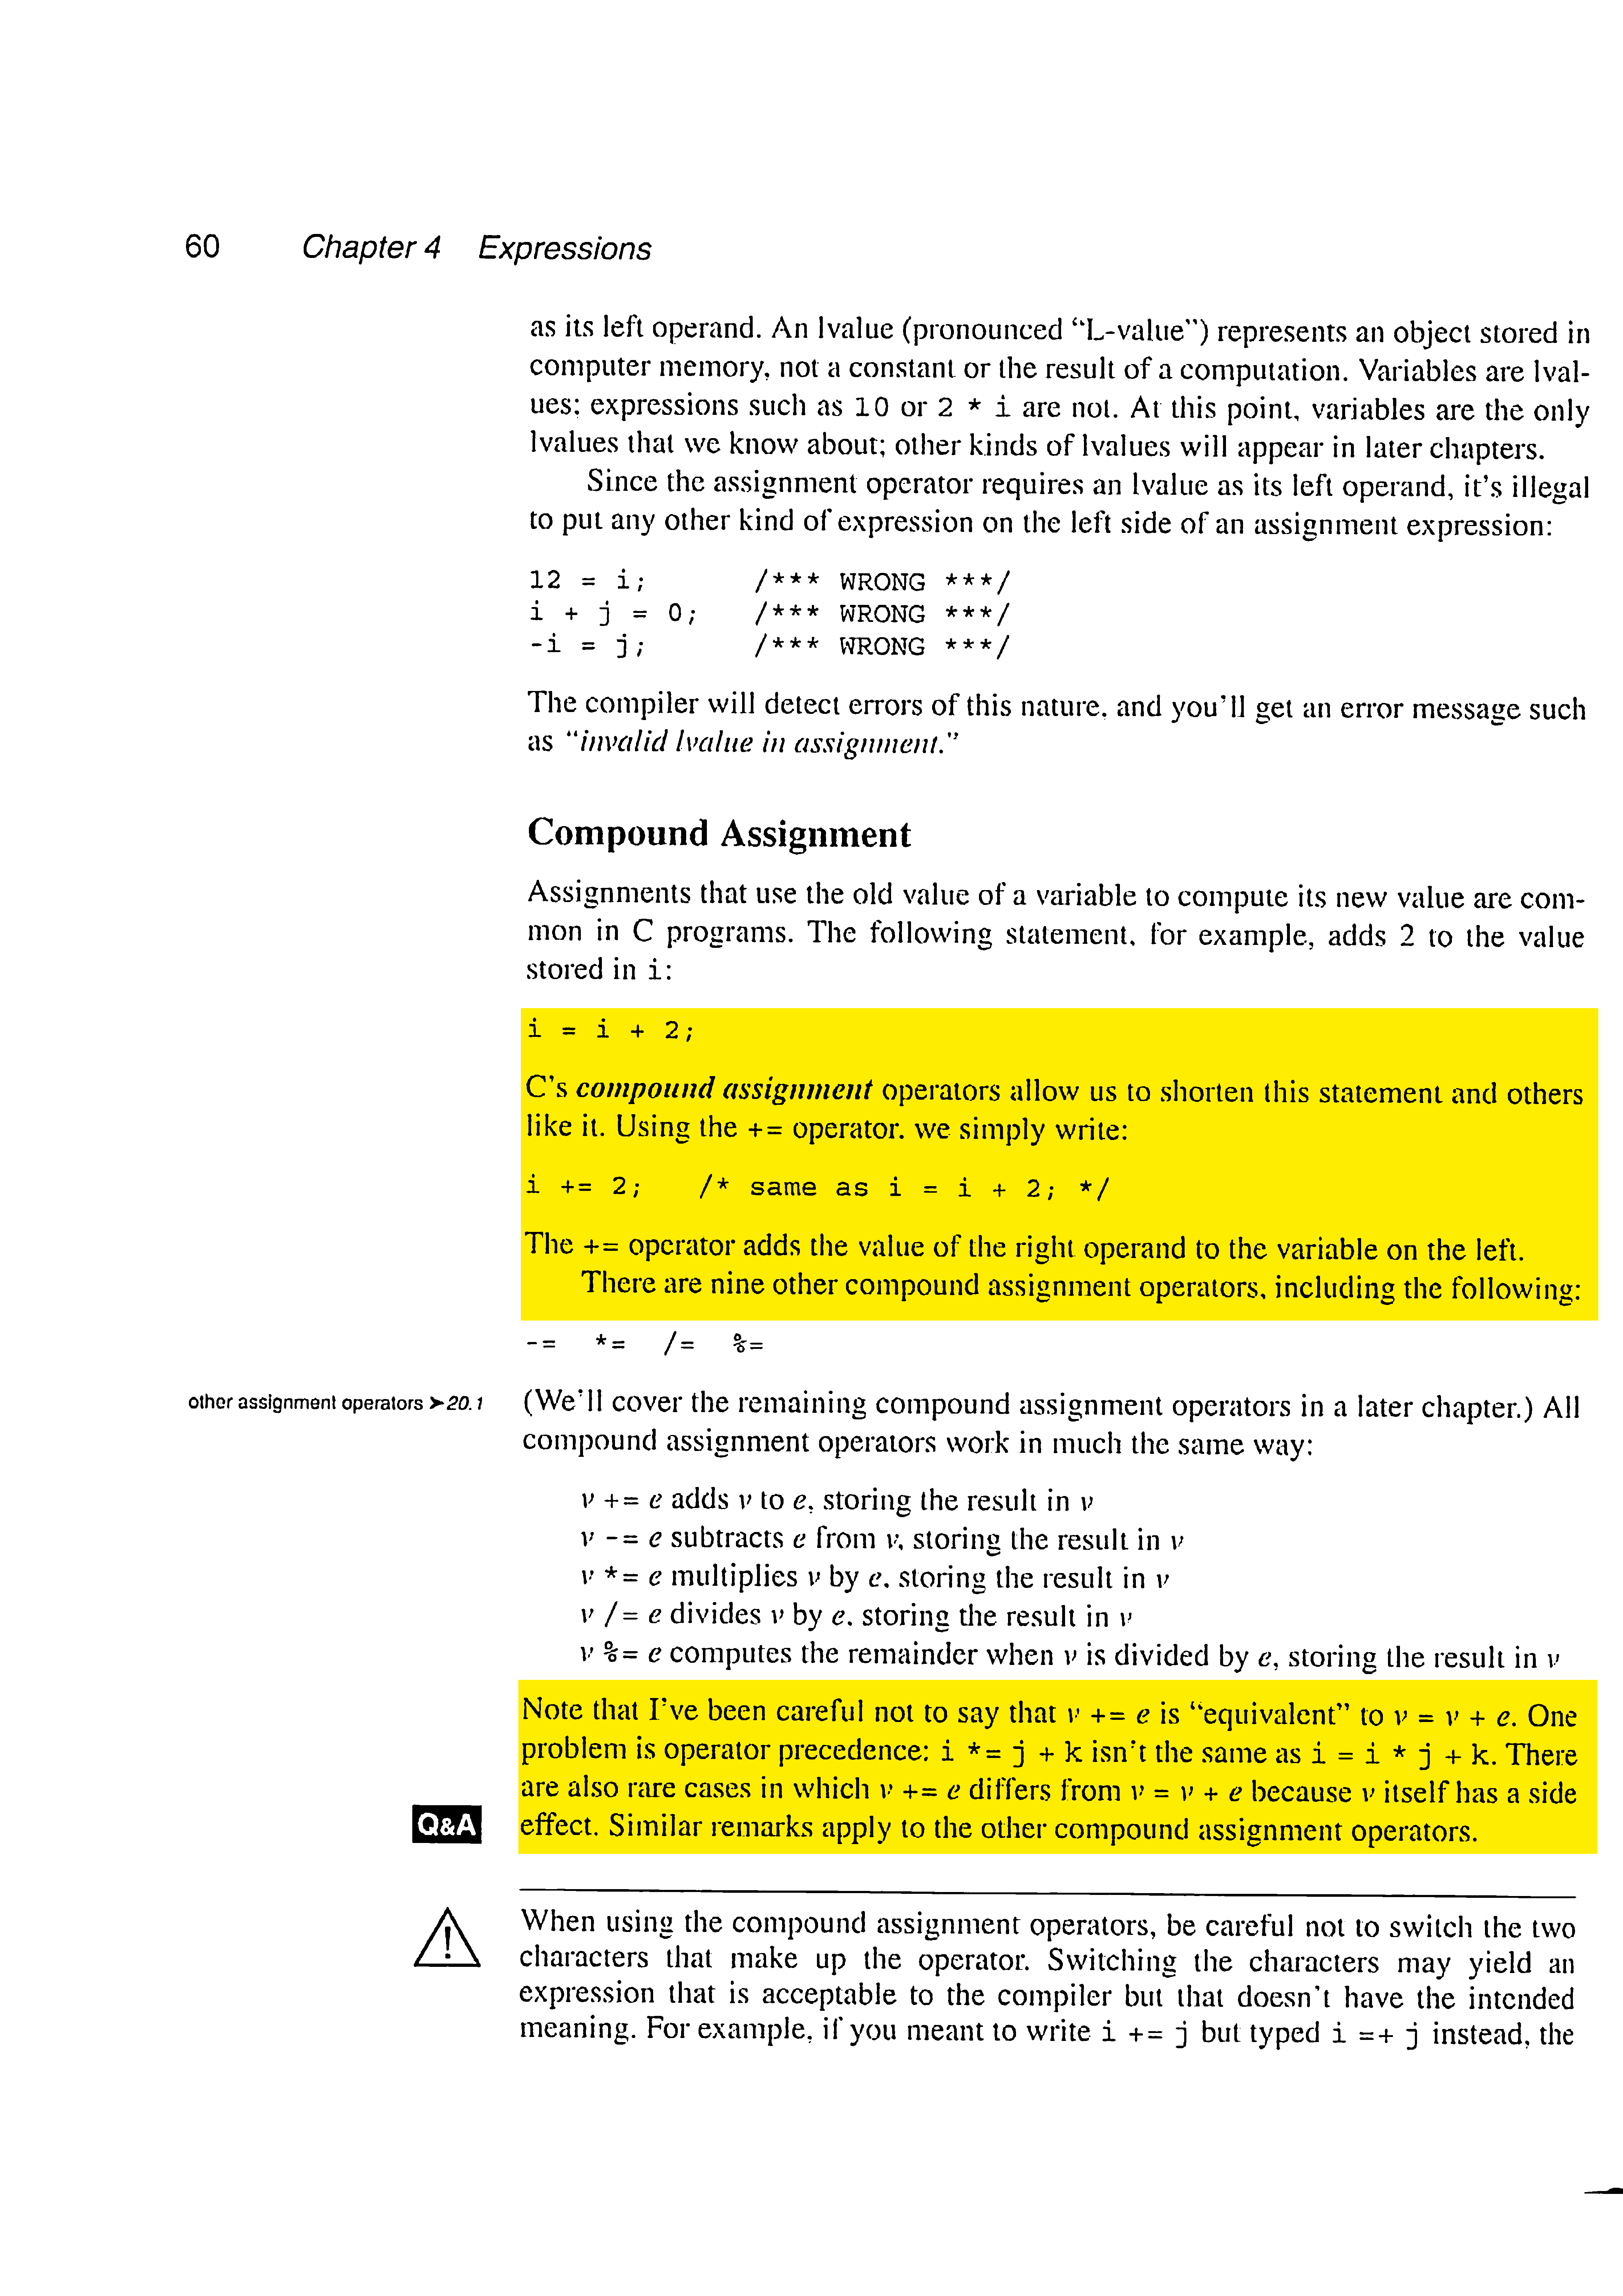 60 Chapter 4 Expressions
as its left operand. An lvalue (pronounced “L-value”) represents an object stored in
computer memory, not a constant or the result of a computation. Variables are lval-
ues; expressions such as 10 or 2 * i are not. At this point, variables are the only
lvalues that we know about; other kinds of lvalues will appear in later chapters.
Since the assignment operator requires an lvalue as its left operand, it’s illegal
to put any other kind of expression on the left side of an assignment expression:
12 = i; /*** WRONG ***/
i + j = 0; /*** WRONG ***/
-i = j; /*** WRONG ***/
The compiler will detect errors of this nature, and you’ll get an error message such
as “invalid lvalue in assignment.”
Compound Assignment
Assignments that use the old value of a variable to compute its new value are com-
mon in C programs. The following statement, for example, adds 2 to the value
stored in i:
i = i + 2;
C’s compound assignment operators allow us to shorten this statement and others
like it. Using the += operator, we simply write:
i += 2; /* same as i = i + 2; */
The += operator adds the value of the right operand to the variable on the left.
There are nine other compound assignment operators, including the following:
-= *= /= %=
other assignment operators ➤20.1
(We’ll cover the remaining compound assignment operators in a later chapter.) All
compound assignment operators work in much the same way:
v += e adds v to e, storing the result in v
v -= e subtracts e from v, storing the result in v
v *= e multiplies v by e, storing the result in v
v /= e divides v by e, storing the result in v
v %= e computes the remainder when v is divided by e, storing the result in v
Note that I’ve been careful not to say that v += e is “equivalent” to v = v + e. One
problem is operator precedence: i *= j + k isn’t the same as i = i * j + k. There
are also rare cases in which v += e differs from v = v + e because v itself has a side
Q&A
effect. Similar remarks apply to the other compound assignment operators.
When using the compound assignment operators, be careful not to switch the two
characters that make up the operator. Switching the characters may yield an
expression that is acceptable to the compiler but that doesn’t have the intended
meaning. For example, if you meant to write i += j but typed i =+ j instead, the